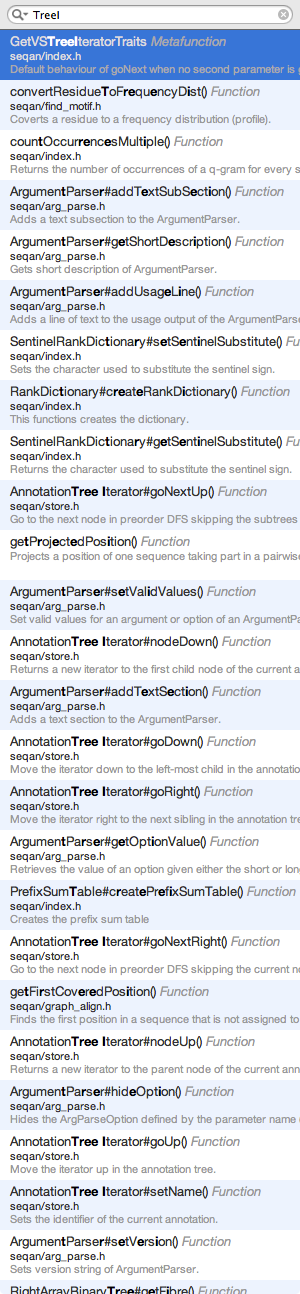 TreeI
GetVSTreeIteratorTraits Metafunction
seqan/index.h
Default behaviour of goNext when no second parameter is
convertResidueToFrequencyDist() Function
seqan/find_motif.h
Coverts a residue to a frequency distribution (profile).
countOccurrencesMultiple() Function
seqan/index.h
Returns the number of occurrences of a q-gram for every
ArgumentParser#addTextSubSection() Function
seqan/arg_parse.h
Adds a text subsection to the ArgumentParser.
ArgumentParser#getShortDescription() Function
seqan/arg_parse.h
Gets short description of ArgumentParser.
ArgumentParser#addUsageLine() Function
seqan/arg_parse.h
Adds a line of text to the usage output of the ArgumentParse
SentinelRankDictionary#setSentinelSubstitute() Fu
seqan/index.h
Sets the character used to substitute the sentinel sign.
RankDictionary#createRankDictionary() Function
seqan/index.h
This functions creates the dictionary.
SentinelRankDictionary#getSentinelSubstitute() Fu
seqan/index.h
Returns the character used to substitute the sentinel sign.
AnnotationTree Iterator#goNextUp() Function
seqan/store.h
Go to the next node in preorder DFS skipping the subtrees
getProjectedPosition() Function
Projects a position of one sequence taking part in a pairwise
ArgumentParser#setValidValues() Function
seqan/arg_parse.h
Set valid values for an argument or option of an ArgumentPa
AnnotationTree Iterator#nodeDown() Function
seqan/store.h
Returns a new iterator to the first child node of the current a
ArgumentParser#addTextSection() Function
seqan/arg_parse.h
Adds a text section to the ArgumentParser.
AnnotationTree Iterator#goDown() Function
seqan/store.h
Move the iterator down to the left-most child in the annotatio
AnnotationTree Iterator#goRight() Function
seqan/store.h
Move the iterator right to the next sibling in the annotation tre
ArgumentParser#getOptionValue() Function
seqan/arg_parse.h
Retrieves the value of an option given either the short or long
PrefixSumTable#createPrefixSumTable() Function
seqan/index.h
Creates the prefix sum table
AnnotationTree Iterator#goNextRight() Function
seqan/store.h
Go to the next node in preorder DFS skipping the current no
getFirstCoveredPosition() Function
seqan/graph_align.h
Finds the first position in a sequence that is not assigned to
AnnotationTree Iterator#nodeUp() Function
seqan/store.h
Returns a new iterator to the parent node of the current ann
ArgumentParser#hideOption() Function
seqan/arg_parse.h
Hides the ArgParseOption defined by the parameter name
AnnotationTree Iterator#goUp() Function
seqan/store.h
Move the iterator up in the annotation tree.
AnnotationTree Iterator#setName() Function
seqan/store.h
Sets the identifier of the current annotation.
ArgumentParser#setVersion() Function
seqan/arg_parse.h
Sets version string of ArgumentParser.
RightArrayBinaryTree#getFibre() Function